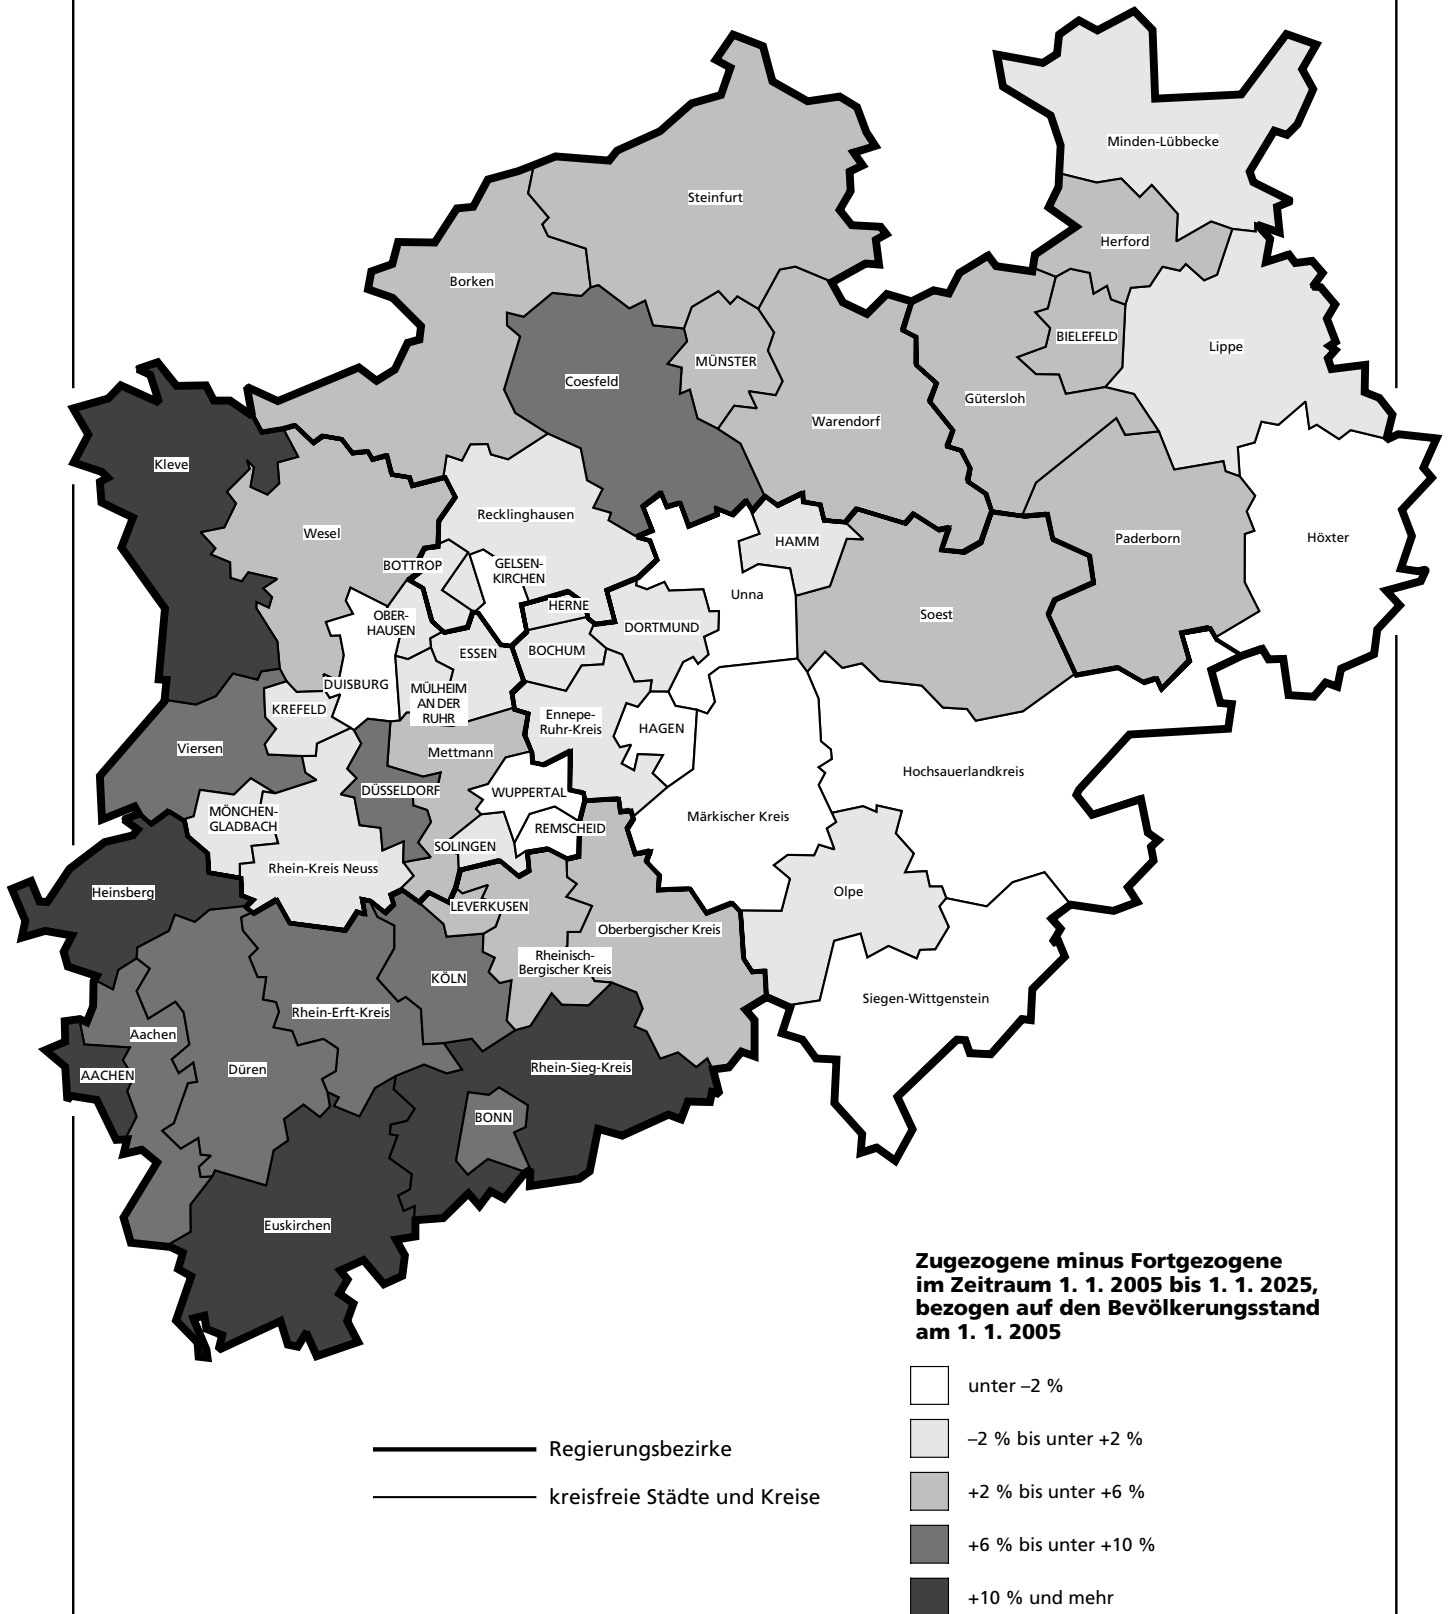 Minden-Lübbecke
Steinfurt
Herford
Borken
BIELEFELD
Lippe
MÜNSTER
Coesfeld
Gütersloh
Warendorf
Kleve
Recklinghausen
Wesel
HAMM
Paderborn
Höxter
BOTTROP
GELSEN-
KIRCHEN
Unna
HERNE
Soest
OBER-
HAUSEN
DORTMUND
ESSEN
BOCHUM
DUISBURG
MÜLHEIM
AN DER
RUHR
KREFELD
Ennepe-
Ruhr-Kreis
HAGEN
Viersen
Mettmann
Hochsauerlandkreis
DÜSSELDORF
WUPPERTAL
MÖNCHEN-
GLADBACH
Märkischer Kreis
REMSCHEID
SOLINGEN
Rhein-Kreis Neuss
Heinsberg
Olpe
LEVERKUSEN
Oberbergischer Kreis
Rheinisch-
Bergischer Kreis
KÖLN
Siegen-Wittgenstein
Rhein-Erft-Kreis
Aachen
Düren
Rhein-Sieg-Kreis
AACHEN
BONN
Euskirchen
Zugezogene minus Fortgezogene
im Zeitraum 1. 1. 2005 bis 1. 1. 2025,
bezogen auf den Bevölkerungsstand
am 1. 1. 2005
unter –2 %
–2 % bis unter +2 %
+2 % bis unter +6 %
+6 % bis unter +10 %
+10 % und mehr
Regierungsbezirke
kreisfreie Städte und Kreise